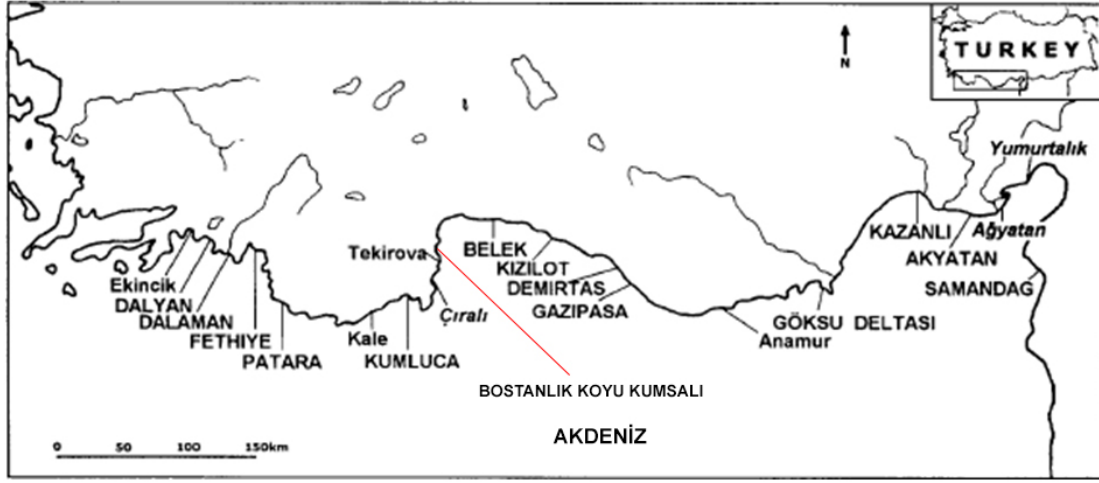 TURKEY
N
Yumurtalık
KAZANLI
Ağyatan
AKYATAN
SAMANDAG
Tekirova
BELEK
KIZILOT
DEMIRTAS
GAZIPASA
Ekincik
DALYAN
DALAMAN
FETHIYE
PATARA
Kale
KUMLUCA
Çıralı
GÖKSU DELTASI
Anamur
BOSTANLIK KOYU KUMSALI
AKDENİZ
0 50 100 150km